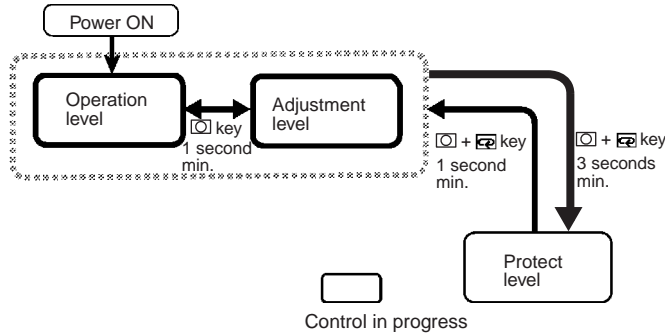 Power ON
Operation
level
Adjustment
level
key
1 second
min.
+ key
1 second
min.
+ key
3 seconds
min.
Protect
level
Control in progress